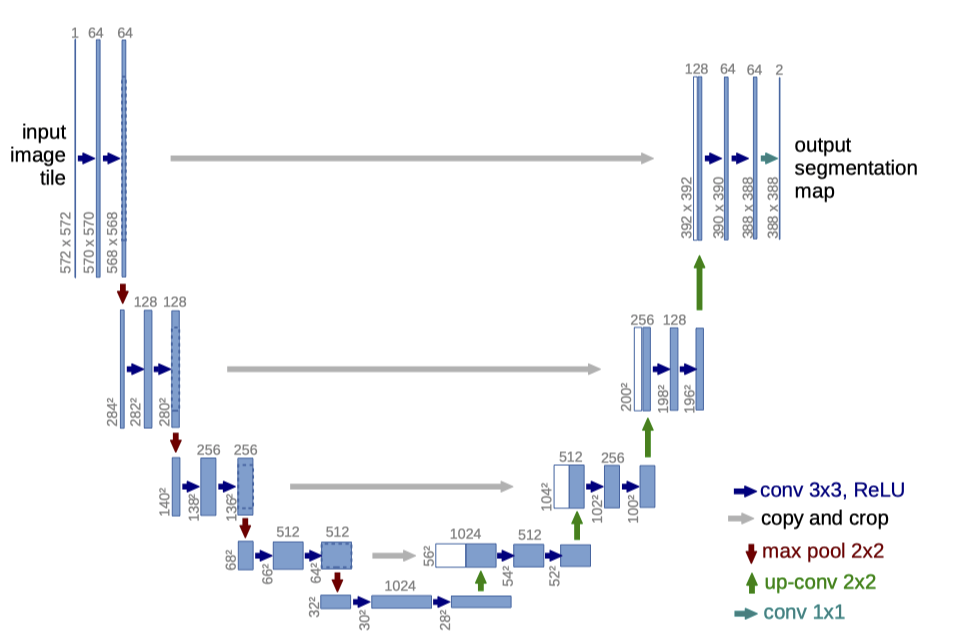 1 64 64
128 64 64 2
input
image
tile
output
segmentation
map
572 x 572
570 x 570
568 x 568
392 x 392
390 x 390
388 x 388
388 x 388
128 128
256 128
284²
282²
280²
200²
198²
196²
256 256
512 256
140²
138²
136²
104²
102²
100²
512 512
1024 512
68²
66²
64²
56²
54²
52²
1024
32²
30²
28²
conv 3x3, ReLU
copy and crop
max pool 2x2
up-conv 2x2
conv 1x1